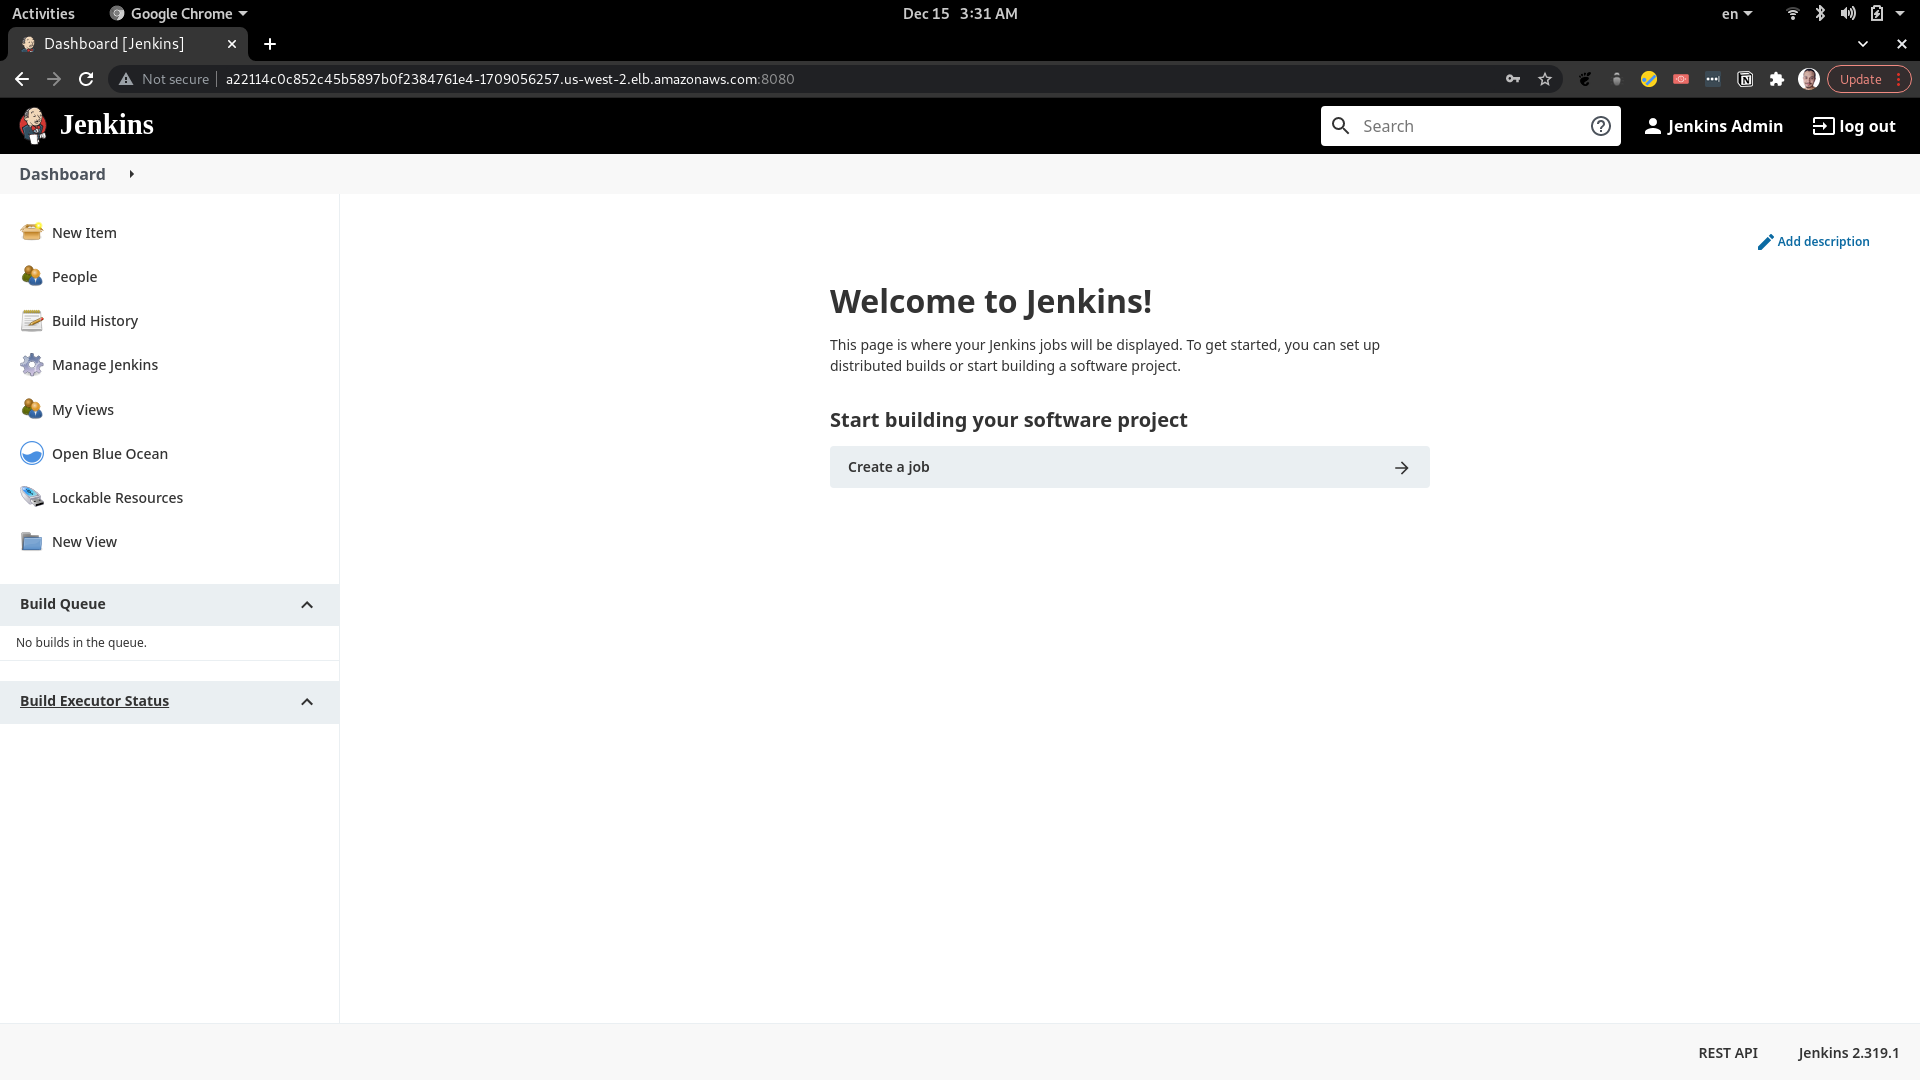 Activities
Google Chrome
Dec 15 3:31 AM
en
Dashboard [Jenkins]
Not secure
a22114c0c852c45b5897b0f2384761e4-1709056257.us-west-2.elb.amazonaws.com:8080
Update
Jenkins
Search
Jenkins Admin
log out
Dashboard
New Item
People
Build History
Manage Jenkins
My Views
Open Blue Ocean
Lockable Resources
New View
Build Queue
No builds in the queue.
Build Executor Status
Add description
Welcome to Jenkins!
This page is where your Jenkins jobs will be displayed. To get started, you can set up
distributed builds or start building a software project.
Start building your software project
Create a job
REST API
Jenkins 2.319.1